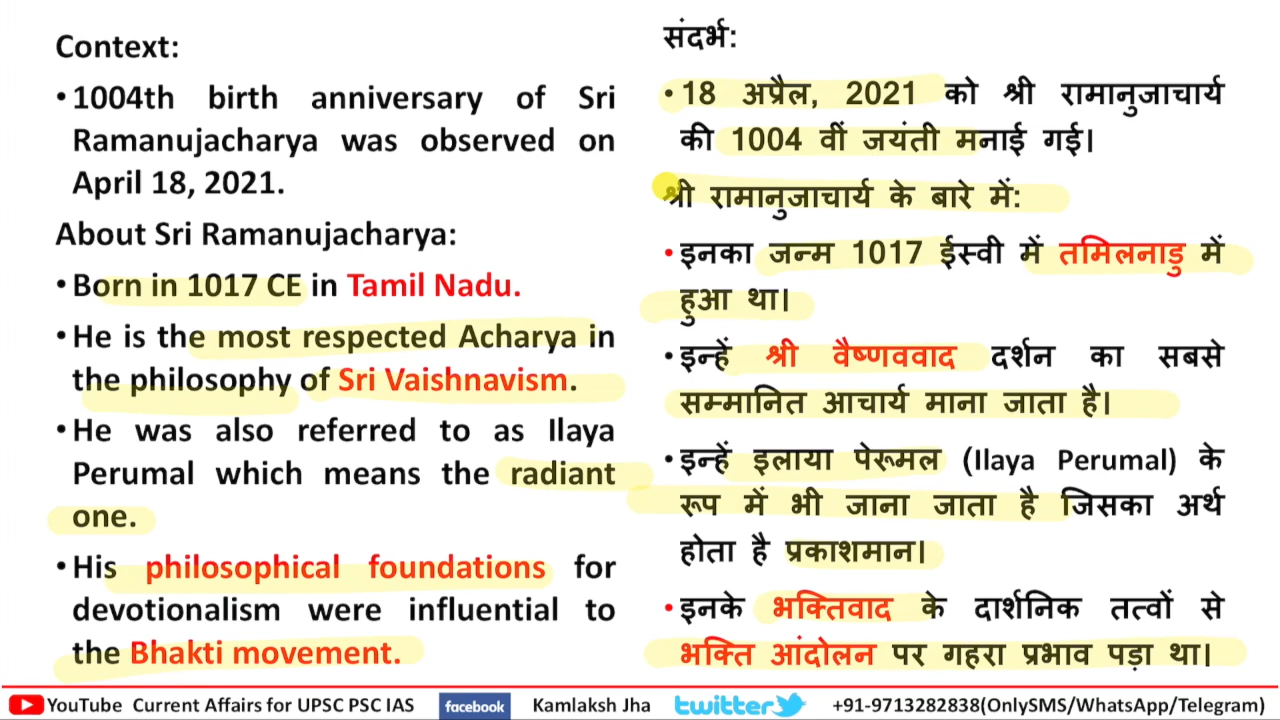 Context:
•1004th birth anniversary of Sri
Ramanujacharya was observed on
April 18, 2021.
About Sri Ramanujacharya:
•Born in 1017 CE in Tamil Nadu.
•He is the most respected Acharya in
the philosophy of Sri Vaishnavism.
•He was also referred to as Ilaya
Perumal which means the radiant
one.
•His philosophical foundations for
devotionalism were influential to
the Bhakti movement.
संदर्भ:
•18 अप्रैल, 2021 को श्री रामानुजाचार्य
की 1004 वीं जयंती मनाई गई।
श्री रामानुजाचार्य के बारे में:
•इनका जन्म 1017 ईस्वी में तमिलनाडु में
हुआ था।
•इन्हें श्री वैष्णववाद दर्शन का सबसे
सम्मानित आचार्य माना जाता है।
•इन्हें इलाया पेरूमल (Ilaya Perumal) के
रूप में भी जाना जाता है जिसका अर्थ
होता है प्रकाशमान।
•इनके भक्तिवाद के दार्शनिक तत्वों से
भक्ति आंदोलन पर गहरा प्रभाव पड़ा था।
YouTube Current Affairs for UPSC PSC IAS facebook Kamlaksh Jha twitter +91-9713282838(OnlySMS/WhatsApp/Telegram)